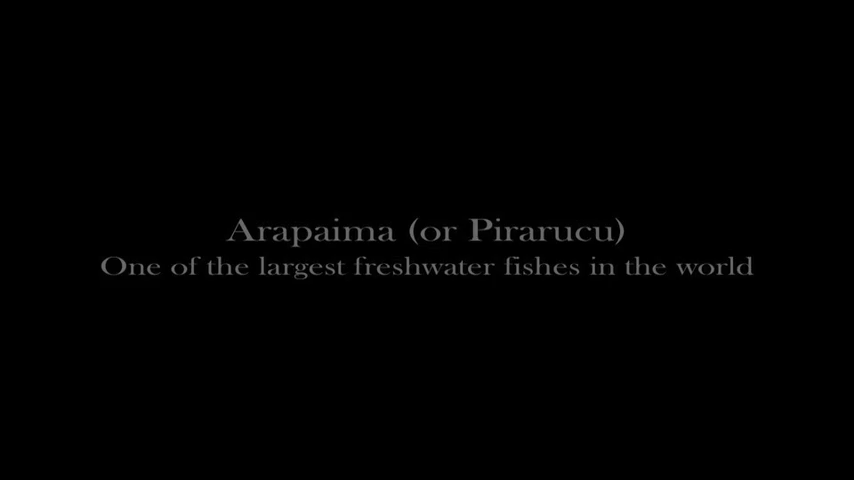 Arapaima (or Pirarucu)
One of the largest freshwater fishes in the world